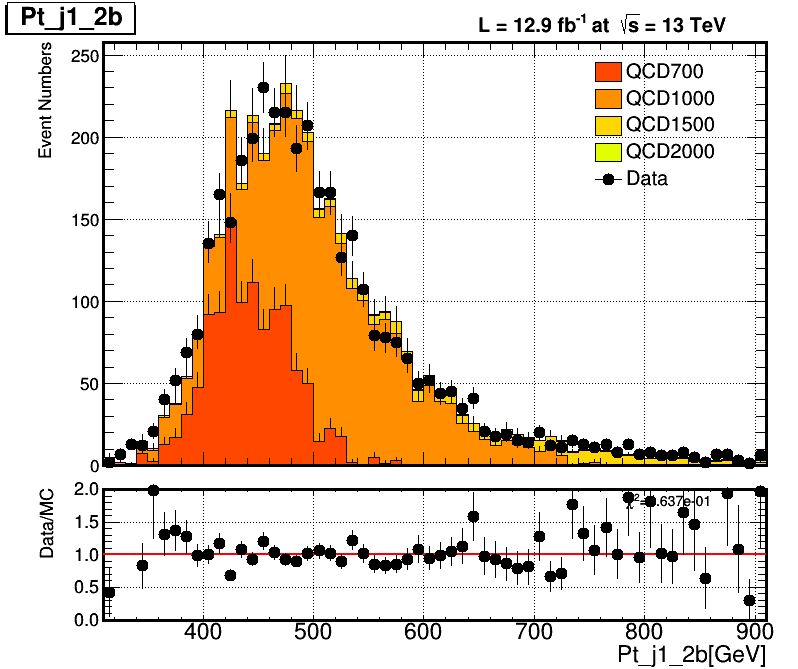 Pt_j1_2b
L = 12.9 fb⁻¹ at √s = 13 TeV
Event Numbers
250
200
150
100
50
0
QCD700
QCD1000
QCD1500
QCD2000
Data
Data/MC
2.0
1.5
1.0
0.5
0.0
400
500
600
700
800
900
Pt_j1_2b[GeV]